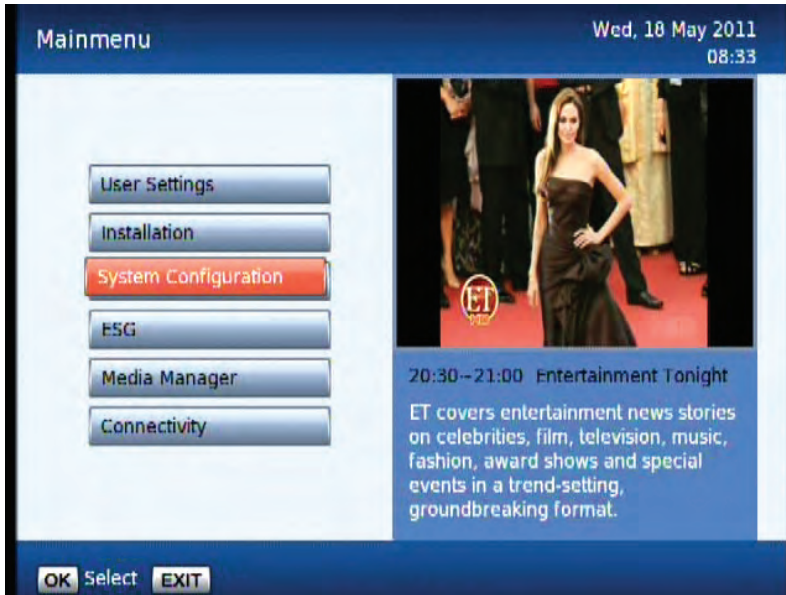 Mainmenu
Wed, 18 May 2011
08:33
User Settings
Installation
System Configuration
ESG
Media Manager
Connectivity
ET
HD
20:30~21:00 Entertainment Tonight
ET covers entertainment news stories
on celebrities, film, television, music,
fashion, award shows and special
events in a trend-setting,
groundbreaking format.
OK Select EXIT